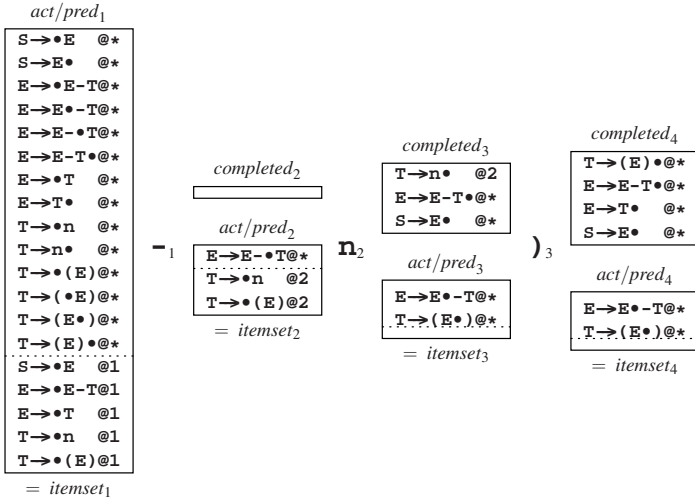 act/pred1
S→•E @*
S→E• @*
E→•E-T@*
E→E•-T@*
E→E-•T@*
E→E-T•@*
E→•T @*
E→T• @*
T→•n @*
T→n• @*
T→•(E)@*
T→(•E)@*
T→(E•)@*
T→(E)•@*
S→•E @1
E→•E-T@1
E→•T @1
T→•n @1
T→•(E)@1
= itemset1
-1
completed2
act/pred2
E→E-•T@*
T→•n @2
T→•(E)@2
= itemset2
n2
completed3
T→n• @2
E→E-T•@*
S→E• @*
act/pred3
E→E•-T@*
T→(E•)@*
= itemset3
)3
completed4
T→(E)•@*
E→E-T•@*
E→T• @*
S→E• @*
act/pred4
E→E•-T@*
T→(E•)@*
= itemset4